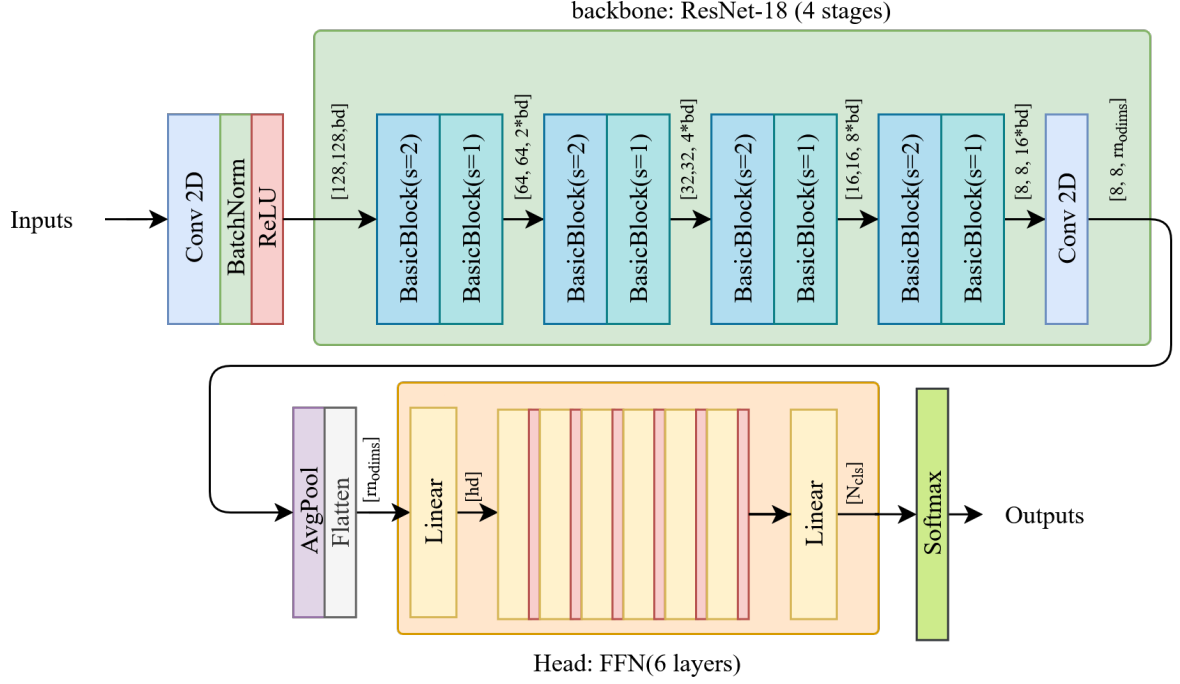 backbone: ResNet-18 (4 stages)
Inputs
Conv 2D
BatchNorm
ReLU
[128,128,bd]
BasicBlock(s=2)
BasicBlock(s=1)
[64, 64, 2*bd]
BasicBlock(s=2)
BasicBlock(s=1)
[32,32, 4*bd]
BasicBlock(s=2)
BasicBlock(s=1)
[16,16, 8*bd]
BasicBlock(s=2)
BasicBlock(s=1)
[8, 8, 16*bd]
Conv 2D
[8, 8, modims]
AvgPool
Flatten
[modims]
Linear
[hd]
Linear
[Ncls]
Softmax
Outputs
Head: FFN(6 layers)